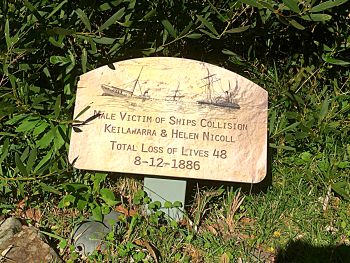 Male Victim of Ships Collision
Keilawarra & Helen Nicoll
Total Loss of Lives 48
8-12-1886